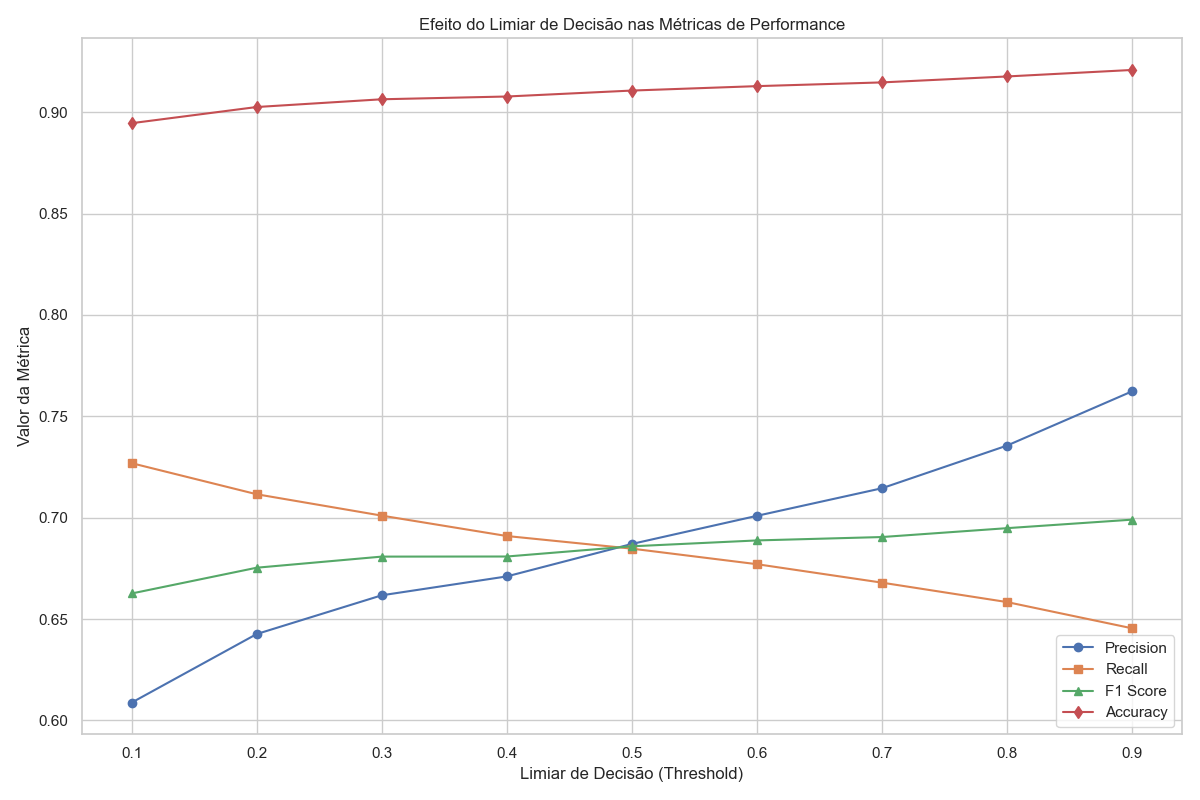 Efeito do Limiar de Decisão nas Métricas de Performance
Valor da Métrica
0.90
0.85
0.80
0.75
0.70
0.65
0.60
0.1 0.2 0.3 0.4 0.5 0.6 0.7 0.8 0.9
Limiar de Decisão (Threshold)
Precision
Recall
F1 Score
Accuracy